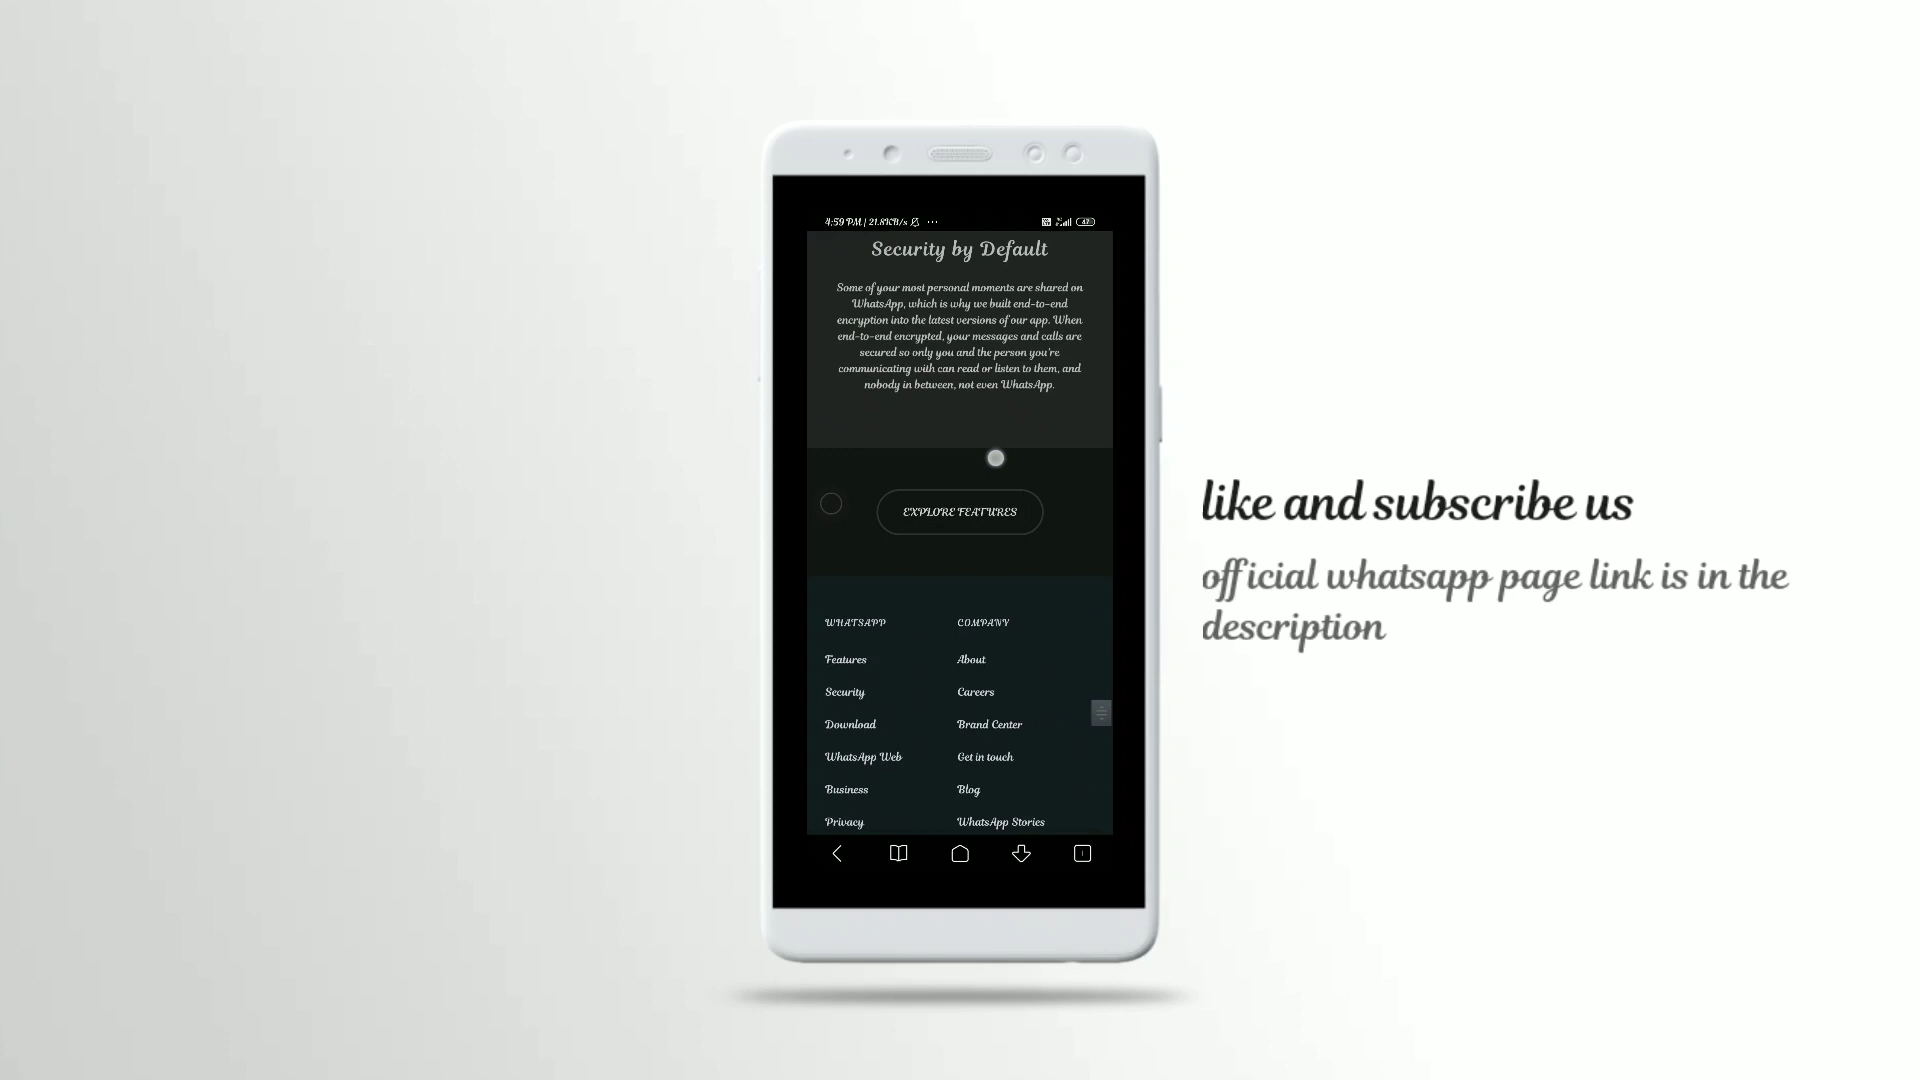 4:59 PM | 21.8KB/s ...
47
Security by Default
Some of your most personal moments are shared on
WhatsApp, which is why we built end-to-end
encryption into the latest versions of our app. When
end-to-end encrypted, your messages and calls are
secured so only you and the person you're
communicating with can read or listen to them, and
nobody in between, not even WhatsApp.
EXPLORE FEATURES
WHATSAPP
Features
Security
Download
WhatsApp Web
Business
Privacy
COMPANY
About
Careers
Brand Center
Get in touch
Blog
WhatsApp Stories
like and subscribe us
official whatsapp page link is in the
description